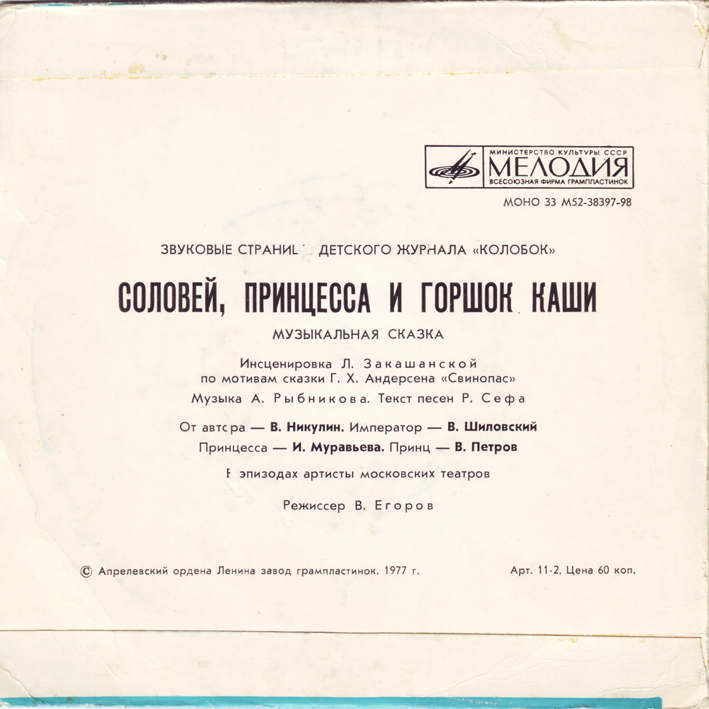 МИНИСТЕРСТВО КУЛЬТУРЫ СССР
МЕЛОДИЯ
ВСЕСОЮЗНАЯ ФИРМА ГРАМПЛАСТИНОК
МОНО 33 М52-38397-98
ЗВУКОВЫЕ СТРАНИЦ ДЕТСКОГО ЖУРНАЛА «КОЛОБОК»
СОЛОВЕЙ, ПРИНЦЕССА И ГОРШОК КАШИ
МУЗЫКАЛЬНАЯ СКАЗКА
Инсценировка Л. Закашанской
по мотивам сказки Г. Х. Андерсена «Свинопас»
Музыка А. Рыбникова. Текст песен Р. Сефа
От автора — В. Никулин. Император — В. Шиловский
Принцесса — И. Муравьева. Принц — В. Петров
В эпизодах артисты московских театров
Режиссер В. Егоров
© Апрелевский ордена Ленина завод грампластинок. 1977 г.
Арт. 11-2. Цена 60 коп.